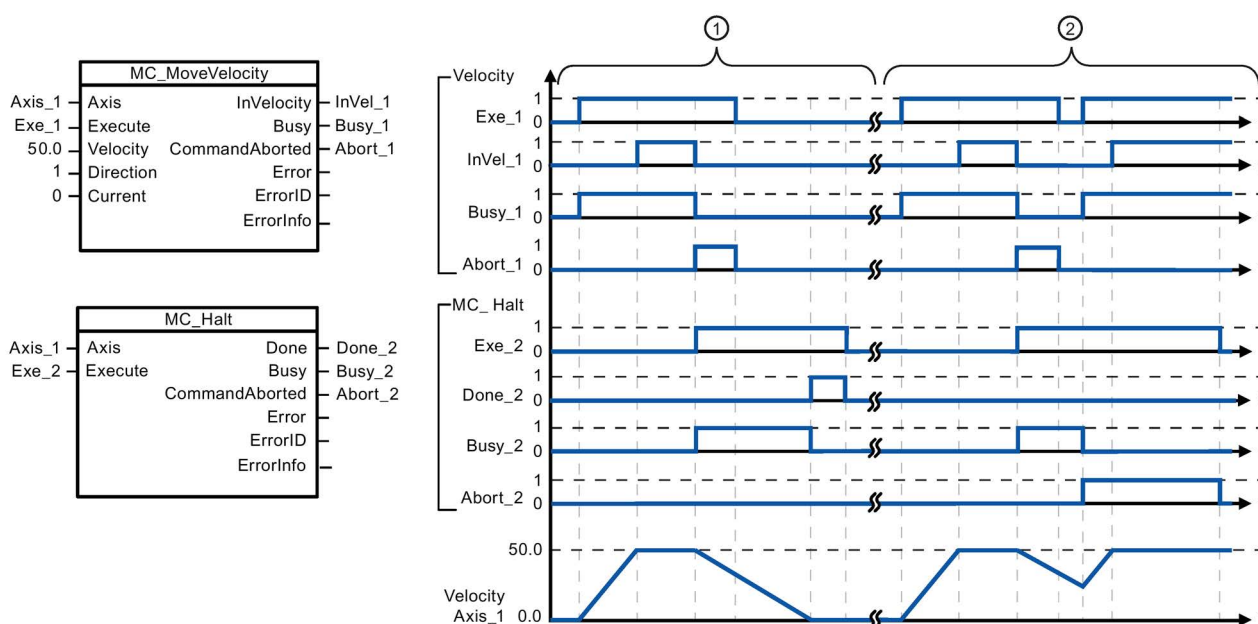 ① ②
MC_MoveVelocity
Axis_1 Axis InVelocity InVel_1
Exe_1 Execute Busy Busy_1
50.0 Velocity CommandAborted Abort_1
1 Direction Error
0 Current ErrorID
ErrorInfo
MC_Halt
Axis_1 Axis Done Done_2
Exe_2 Execute Busy Busy_2
CommandAborted Abort_2
Error
ErrorID
ErrorInfo
Velocity
1
Exe_1 0
1
InVel_1 0
1
Busy_1 0
1
Abort_1 0
MC_ Halt
1
Exe_2 0
1
Done_2 0
1
Busy_2 0
1
Abort_2 0
50.0
Velocity
Axis_1 0.0